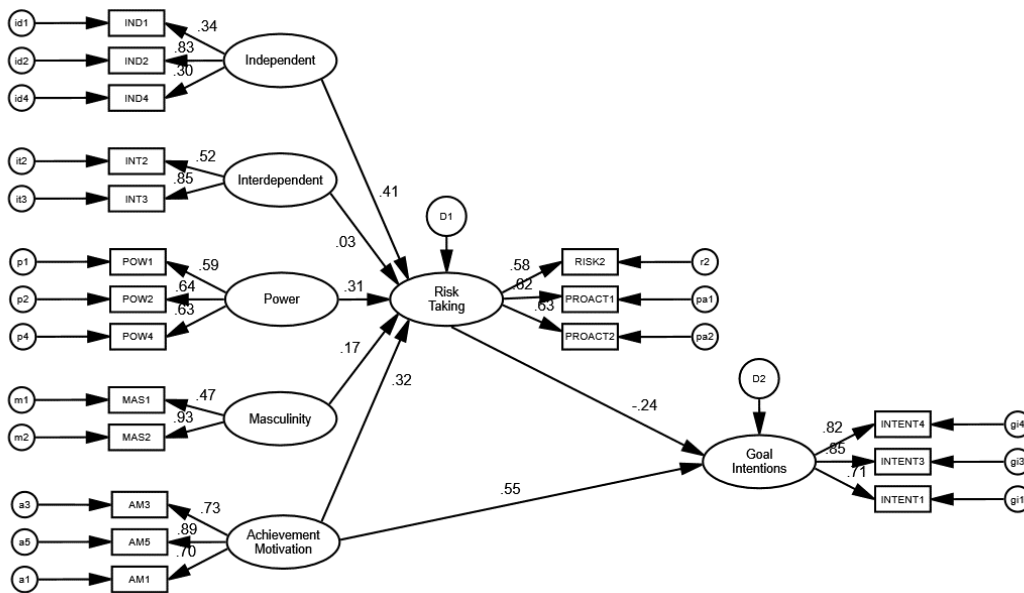 id1
IND1
.34
id2
IND2
.83
Independent
id4
IND4
.30
it2
INT2
.52
Interdependent
it3
INT3
.85
.41
.03
D1
p1
POW1
.59
p2
POW2
.64
Power
.31
p4
POW4
.63
Risk
Taking
.58
RISK2
r2
.62
PROACT1
pa1
.63
PROACT2
pa2
.17
m1
MAS1
.47
Masculinity
m2
MAS2
.93
.32
-.24
D2
Goal
Intentions
.82
INTENT4
gi4
.85
INTENT3
gi3
.71
INTENT1
gi1
a3
AM3
.73
a5
AM5
.89
Achievement
Motivation
.55
a1
AM1
.70